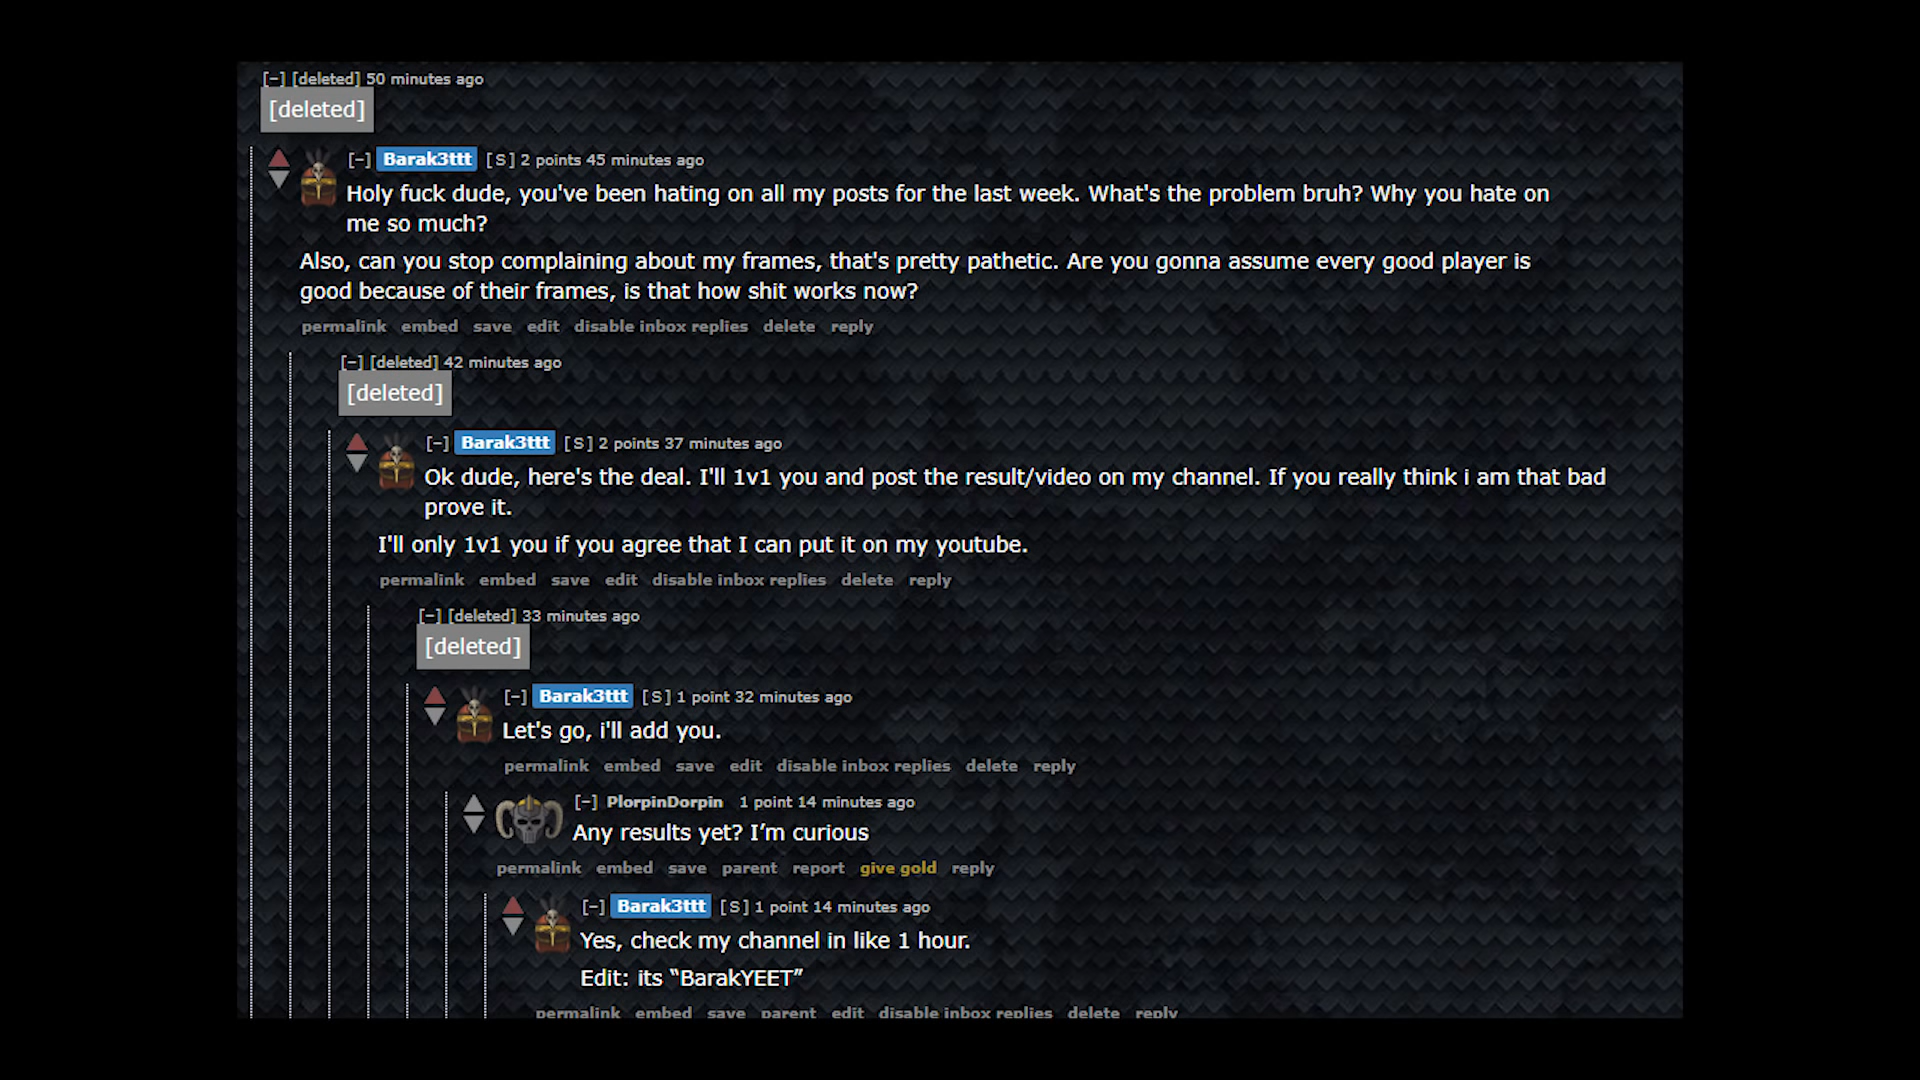 [–] [deleted] 50 minutes ago
[deleted]
[–] Barak3ttt [S] 2 points 45 minutes ago
Holy fuck dude, you've been hating on all my posts for the last week. What's the problem bruh? Why you hate on
me so much?
Also, can you stop complaining about my frames, that's pretty pathetic. Are you gonna assume every good player is
good because of their frames, is that how shit works now?
permalink embed save edit disable inbox replies delete reply
[–] [deleted] 42 minutes ago
[deleted]
[–] Barak3ttt [S] 2 points 37 minutes ago
Ok dude, here's the deal. I'll 1v1 you and post the result/video on my channel. If you really think i am that bad
prove it.
I'll only 1v1 you if you agree that I can put it on my youtube.
permalink embed save edit disable inbox replies delete reply
[–] [deleted] 33 minutes ago
[deleted]
[–] Barak3ttt [S] 1 point 32 minutes ago
Let's go, i'll add you.
permalink embed save edit disable inbox replies delete reply
[–] PlorpinDorpin 1 point 14 minutes ago
Any results yet? I’m curious
permalink embed save parent report give gold reply
[–] Barak3ttt [S] 1 point 14 minutes ago
Yes, check my channel in like 1 hour.
Edit: its “BarakYEET”
permalink embed save parent edit disable inbox replies delete reply